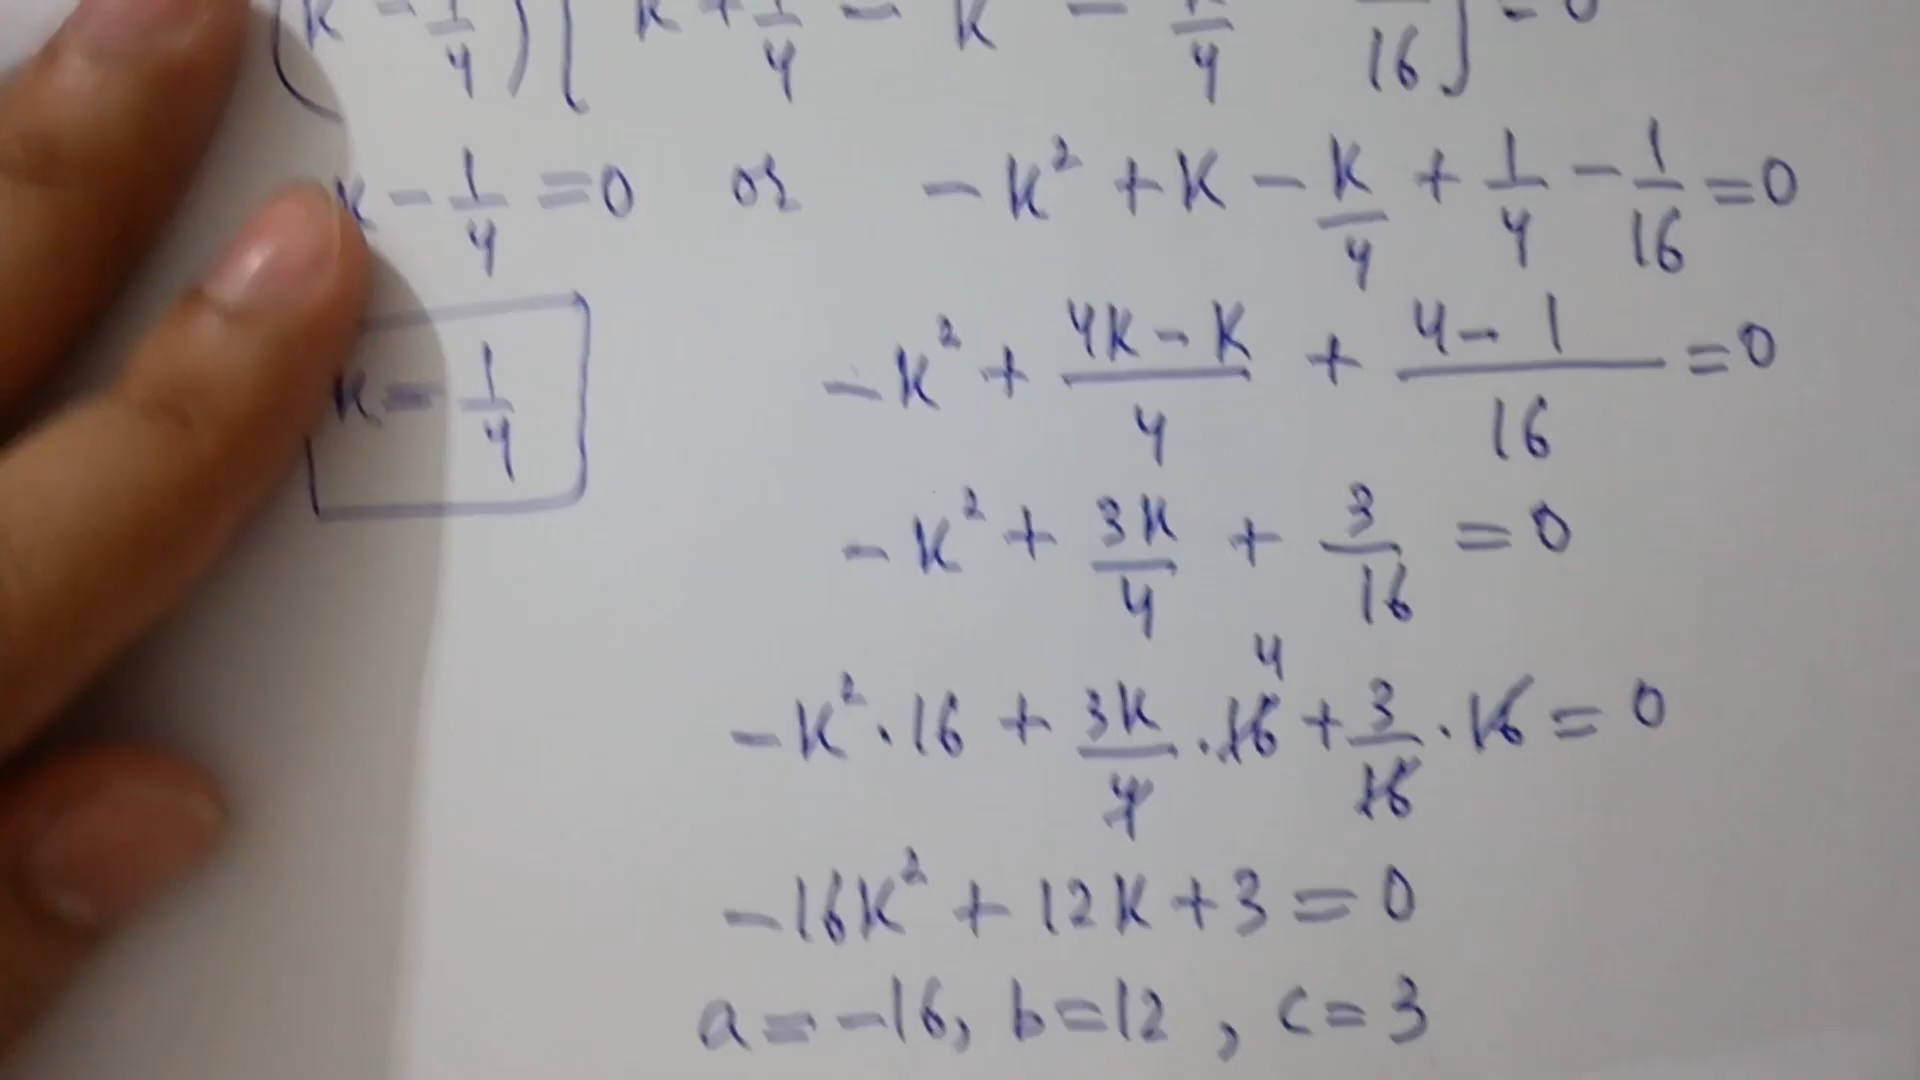 (K - 1/4) [K + 1/4 - K - K/4 /16] = 0
K - 1/4 = 0 or -K² + K - K/4 + 1/4 - 1/16 = 0
K = 1/4
-K² + (4K - K)/4 + (4 - 1)/16 = 0
-K² + 3K/4 + 3/16 = 0
-K² · 16 + 3K/4 · 16 4 + 3/16 · 16 = 0
-16K² + 12K + 3 = 0
a = -16, b = 12, c = 3